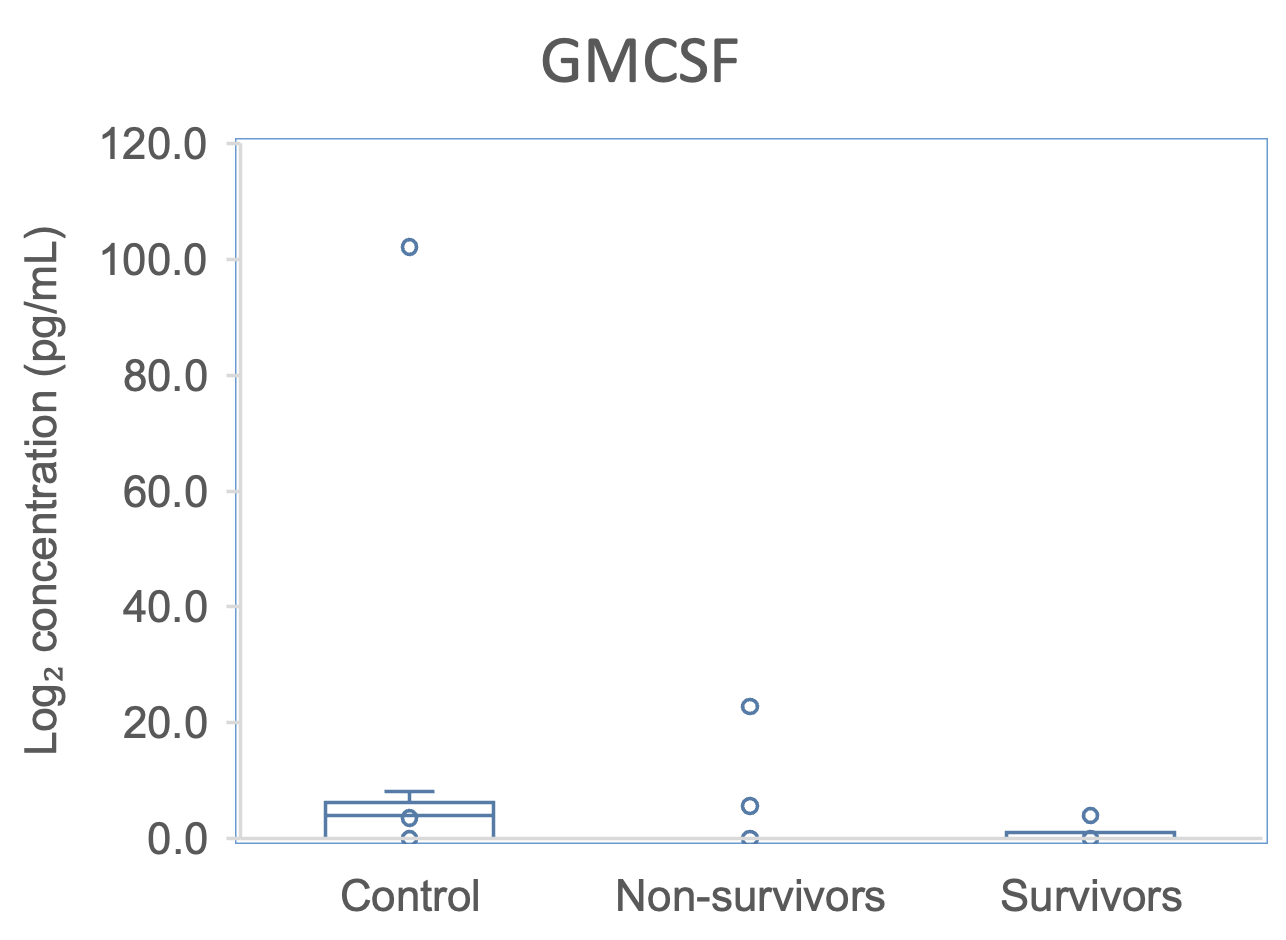 GMCSF
Log₂ concentration (pg/mL)
120.0
100.0
80.0
60.0
40.0
20.0
0.0
Control
Non-survivors
Survivors